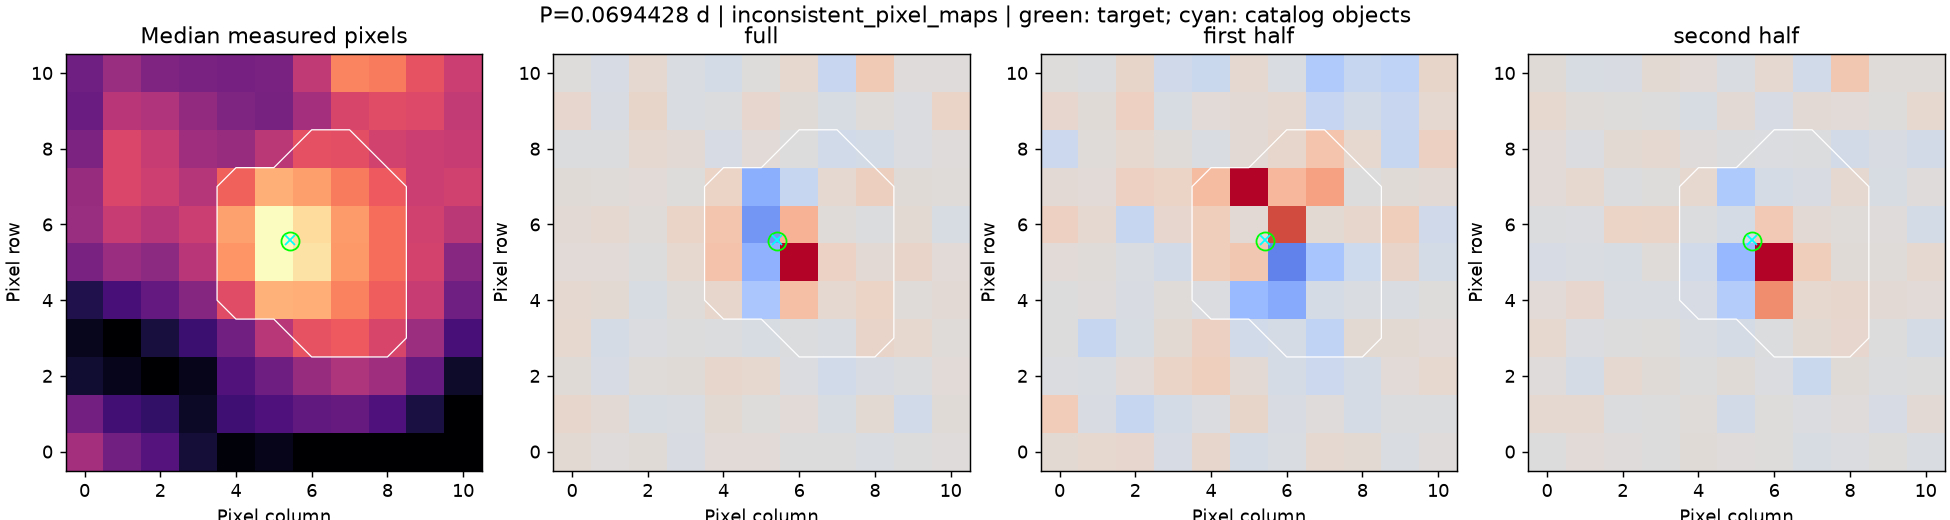 P=0.0694428 d | inconsistent_pixel_maps | green: target; cyan: catalog objects
Median measured pixels
full
first half
second half
Pixel row
10
8
6
4
2
0
0 2 4 6 8 10
Pixel column
Pixel row
10
8
6
4
2
0
0 2 4 6 8 10
Pixel column
Pixel row
10
8
6
4
2
0
0 2 4 6 8 10
Pixel column
Pixel row
10
8
6
4
2
0
0 2 4 6 8 10
Pixel column